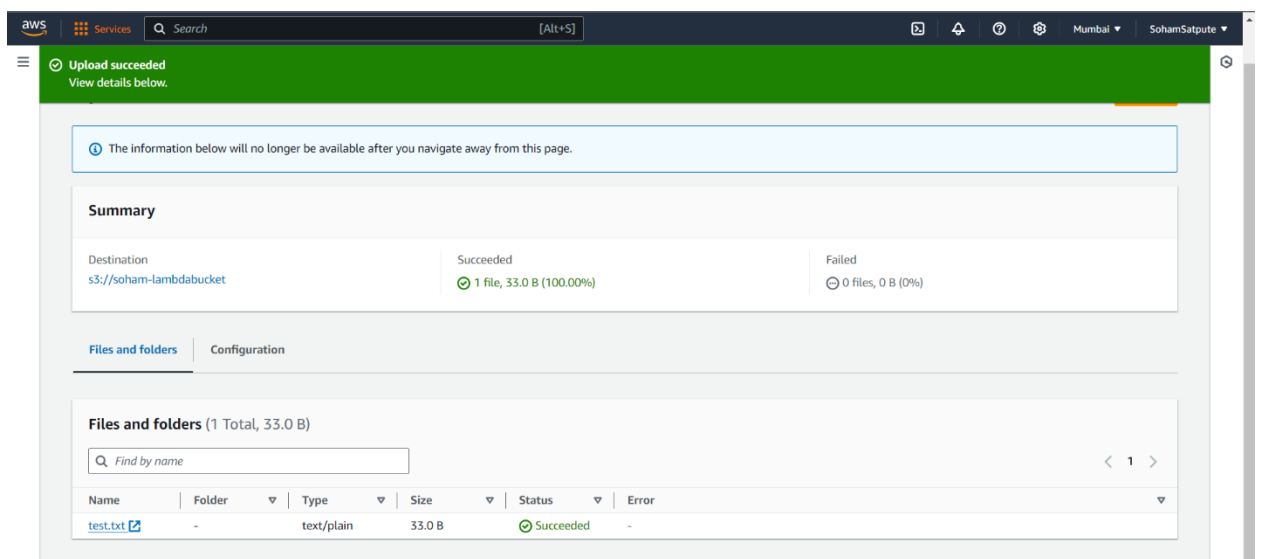 aws Services Search [Alt+S] Mumbai SohamSatpute
Upload succeeded
View details below.
The information below will no longer be available after you navigate away from this page.
Summary
Destination Succeeded Failed
s3://soham-lambdabucket 1 file, 33.0 B (100.00%) 0 files, 0 B (0%)
Files and folders Configuration
Files and folders (1 Total, 33.0 B)
Find by name 1
Name Folder Type Size Status Error
test.txt - text/plain 33.0 B Succeeded -